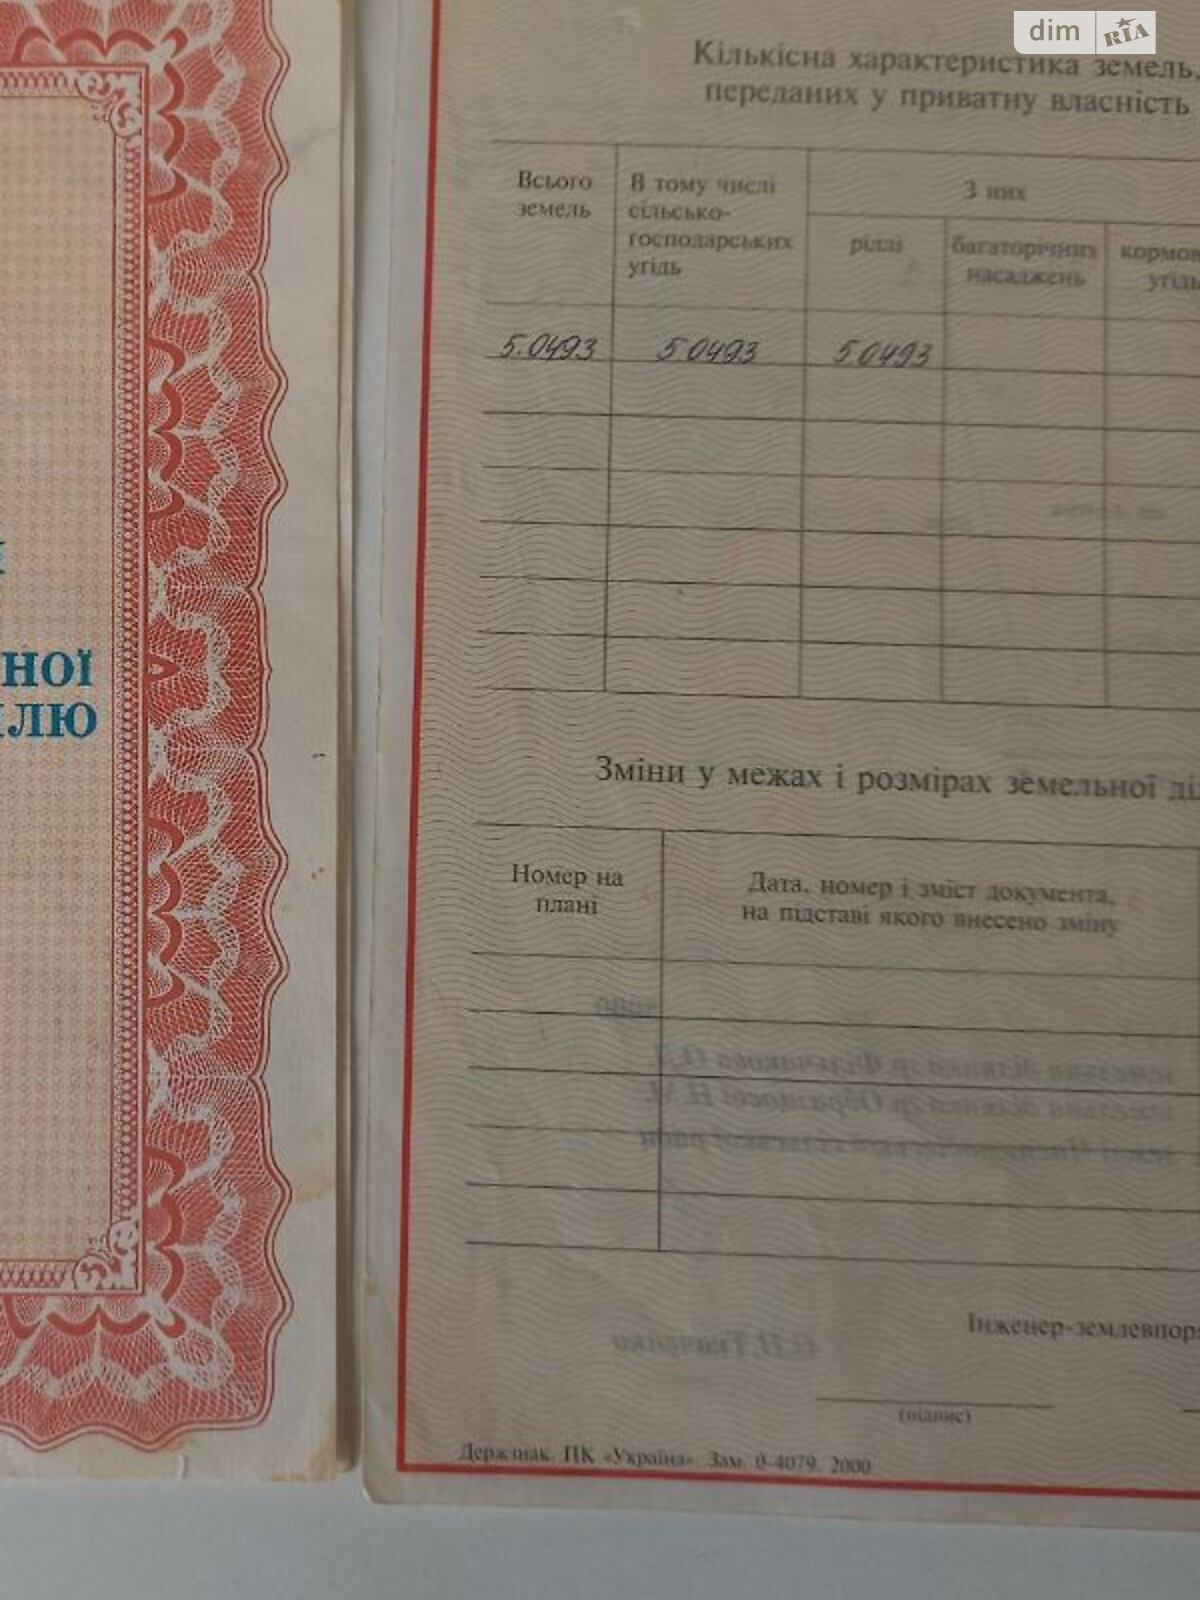 dim RIA
Кількісна характеристика земель,
переданих у приватну власність
Всього
земель
В тому числі
сільсько-
господарських
угідь
З них
ріллі
багаторічних
насаджень
кормов
угідь
5.0493 5 0493 5 0493
ної
лю
Зміни у межах і розмірах земельної ді
Номер на
плані
Дата, номер і зміст документа,
на підставі якого внесено зміну
Інженер-землевпоря
(підпис)
Держзнак. ПК «Україна». Зам. 0-4079. 2000